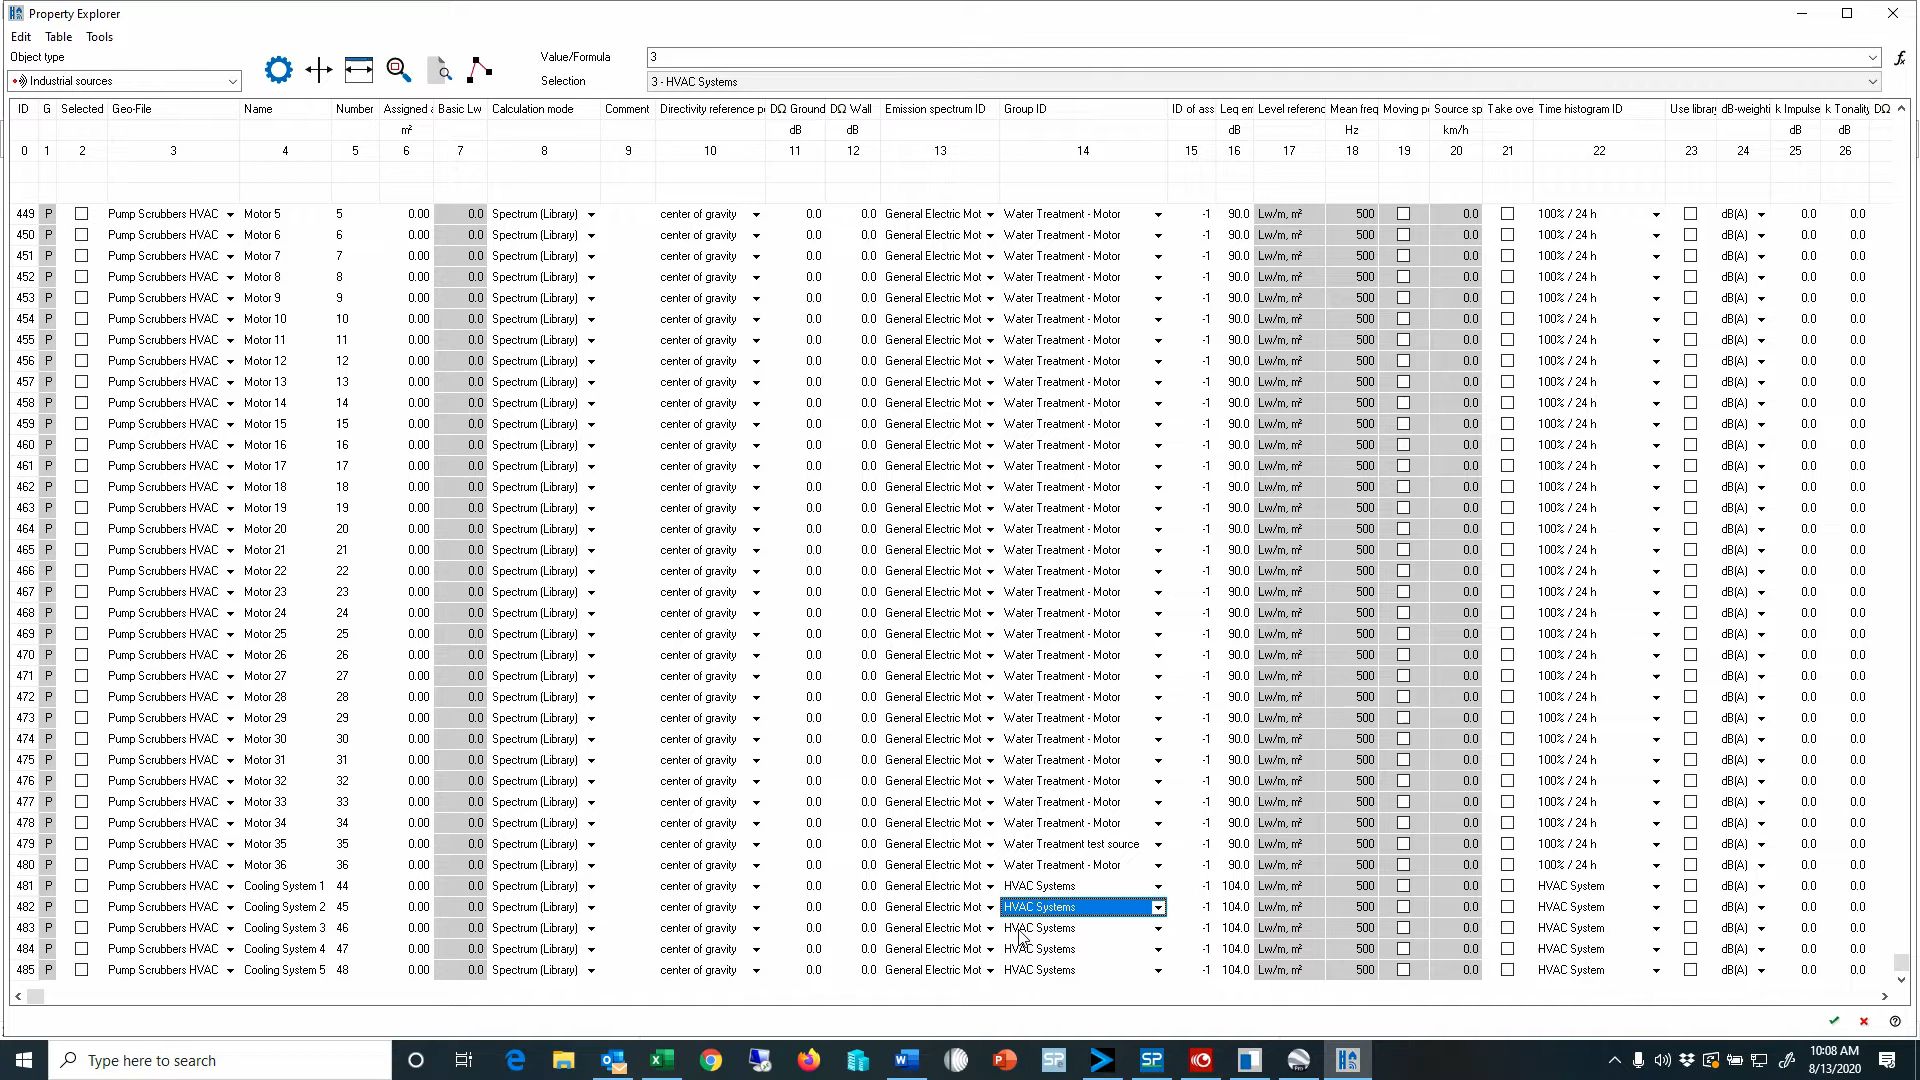 Property Explorer
Edit Table Tools
Object type Value/Formula 3
Industrial sources Selection 3 - HVAC Systems
ID G Selected Geo-File Name Number Assigned a Basic Lw Calculation mode Comment Directivity reference po DΩ Ground DΩ Wall Emission spectrum ID Group ID ID of ass Leq em Level referenc Mean freq Moving po Source sp Take ove Time histogram ID Use library dB-weighti k Impulse k Tonality DΩ
m² dB dB dB Hz km/h dB dB
0 1 2 3 4 5 6 7 8 9 10 11 12 13 14 15 16 17 18 19 20 21 22 23 24 25 26
449 P Pump Scrubbers HVAC Motor 5 5 0.00 0.0 Spectrum (Library) center of gravity 0.0 0.0 General Electric Mot Water Treatment - Motor -1 90.0 Lw/m, m² 500 0.0 100% / 24 h dB(A) 0.0 0.0
450 P Pump Scrubbers HVAC Motor 6 6 0.00 0.0 Spectrum (Library) center of gravity 0.0 0.0 General Electric Mot Water Treatment - Motor -1 90.0 Lw/m, m² 500 0.0 100% / 24 h dB(A) 0.0 0.0
451 P Pump Scrubbers HVAC Motor 7 7 0.00 0.0 Spectrum (Library) center of gravity 0.0 0.0 General Electric Mot Water Treatment - Motor -1 90.0 Lw/m, m² 500 0.0 100% / 24 h dB(A) 0.0 0.0
452 P Pump Scrubbers HVAC Motor 8 8 0.00 0.0 Spectrum (Library) center of gravity 0.0 0.0 General Electric Mot Water Treatment - Motor -1 90.0 Lw/m, m² 500 0.0 100% / 24 h dB(A) 0.0 0.0
453 P Pump Scrubbers HVAC Motor 9 9 0.00 0.0 Spectrum (Library) center of gravity 0.0 0.0 General Electric Mot Water Treatment - Motor -1 90.0 Lw/m, m² 500 0.0 100% / 24 h dB(A) 0.0 0.0
454 P Pump Scrubbers HVAC Motor 10 10 0.00 0.0 Spectrum (Library) center of gravity 0.0 0.0 General Electric Mot Water Treatment - Motor -1 90.0 Lw/m, m² 500 0.0 100% / 24 h dB(A) 0.0 0.0
455 P Pump Scrubbers HVAC Motor 11 11 0.00 0.0 Spectrum (Library) center of gravity 0.0 0.0 General Electric Mot Water Treatment - Motor -1 90.0 Lw/m, m² 500 0.0 100% / 24 h dB(A) 0.0 0.0
456 P Pump Scrubbers HVAC Motor 12 12 0.00 0.0 Spectrum (Library) center of gravity 0.0 0.0 General Electric Mot Water Treatment - Motor -1 90.0 Lw/m, m² 500 0.0 100% / 24 h dB(A) 0.0 0.0
457 P Pump Scrubbers HVAC Motor 13 13 0.00 0.0 Spectrum (Library) center of gravity 0.0 0.0 General Electric Mot Water Treatment - Motor -1 90.0 Lw/m, m² 500 0.0 100% / 24 h dB(A) 0.0 0.0
458 P Pump Scrubbers HVAC Motor 14 14 0.00 0.0 Spectrum (Library) center of gravity 0.0 0.0 General Electric Mot Water Treatment - Motor -1 90.0 Lw/m, m² 500 0.0 100% / 24 h dB(A) 0.0 0.0
459 P Pump Scrubbers HVAC Motor 15 15 0.00 0.0 Spectrum (Library) center of gravity 0.0 0.0 General Electric Mot Water Treatment - Motor -1 90.0 Lw/m, m² 500 0.0 100% / 24 h dB(A) 0.0 0.0
460 P Pump Scrubbers HVAC Motor 16 16 0.00 0.0 Spectrum (Library) center of gravity 0.0 0.0 General Electric Mot Water Treatment - Motor -1 90.0 Lw/m, m² 500 0.0 100% / 24 h dB(A) 0.0 0.0
461 P Pump Scrubbers HVAC Motor 17 17 0.00 0.0 Spectrum (Library) center of gravity 0.0 0.0 General Electric Mot Water Treatment - Motor -1 90.0 Lw/m, m² 500 0.0 100% / 24 h dB(A) 0.0 0.0
462 P Pump Scrubbers HVAC Motor 18 18 0.00 0.0 Spectrum (Library) center of gravity 0.0 0.0 General Electric Mot Water Treatment - Motor -1 90.0 Lw/m, m² 500 0.0 100% / 24 h dB(A) 0.0 0.0
463 P Pump Scrubbers HVAC Motor 19 19 0.00 0.0 Spectrum (Library) center of gravity 0.0 0.0 General Electric Mot Water Treatment - Motor -1 90.0 Lw/m, m² 500 0.0 100% / 24 h dB(A) 0.0 0.0
464 P Pump Scrubbers HVAC Motor 20 20 0.00 0.0 Spectrum (Library) center of gravity 0.0 0.0 General Electric Mot Water Treatment - Motor -1 90.0 Lw/m, m² 500 0.0 100% / 24 h dB(A) 0.0 0.0
465 P Pump Scrubbers HVAC Motor 21 21 0.00 0.0 Spectrum (Library) center of gravity 0.0 0.0 General Electric Mot Water Treatment - Motor -1 90.0 Lw/m, m² 500 0.0 100% / 24 h dB(A) 0.0 0.0
466 P Pump Scrubbers HVAC Motor 22 22 0.00 0.0 Spectrum (Library) center of gravity 0.0 0.0 General Electric Mot Water Treatment - Motor -1 90.0 Lw/m, m² 500 0.0 100% / 24 h dB(A) 0.0 0.0
467 P Pump Scrubbers HVAC Motor 23 23 0.00 0.0 Spectrum (Library) center of gravity 0.0 0.0 General Electric Mot Water Treatment - Motor -1 90.0 Lw/m, m² 500 0.0 100% / 24 h dB(A) 0.0 0.0
468 P Pump Scrubbers HVAC Motor 24 24 0.00 0.0 Spectrum (Library) center of gravity 0.0 0.0 General Electric Mot Water Treatment - Motor -1 90.0 Lw/m, m² 500 0.0 100% / 24 h dB(A) 0.0 0.0
469 P Pump Scrubbers HVAC Motor 25 25 0.00 0.0 Spectrum (Library) center of gravity 0.0 0.0 General Electric Mot Water Treatment - Motor -1 90.0 Lw/m, m² 500 0.0 100% / 24 h dB(A) 0.0 0.0
470 P Pump Scrubbers HVAC Motor 26 26 0.00 0.0 Spectrum (Library) center of gravity 0.0 0.0 General Electric Mot Water Treatment - Motor -1 90.0 Lw/m, m² 500 0.0 100% / 24 h dB(A) 0.0 0.0
471 P Pump Scrubbers HVAC Motor 27 27 0.00 0.0 Spectrum (Library) center of gravity 0.0 0.0 General Electric Mot Water Treatment - Motor -1 90.0 Lw/m, m² 500 0.0 100% / 24 h dB(A) 0.0 0.0
472 P Pump Scrubbers HVAC Motor 28 28 0.00 0.0 Spectrum (Library) center of gravity 0.0 0.0 General Electric Mot Water Treatment - Motor -1 90.0 Lw/m, m² 500 0.0 100% / 24 h dB(A) 0.0 0.0
473 P Pump Scrubbers HVAC Motor 29 29 0.00 0.0 Spectrum (Library) center of gravity 0.0 0.0 General Electric Mot Water Treatment - Motor -1 90.0 Lw/m, m² 500 0.0 100% / 24 h dB(A) 0.0 0.0
474 P Pump Scrubbers HVAC Motor 30 30 0.00 0.0 Spectrum (Library) center of gravity 0.0 0.0 General Electric Mot Water Treatment - Motor -1 90.0 Lw/m, m² 500 0.0 100% / 24 h dB(A) 0.0 0.0
475 P Pump Scrubbers HVAC Motor 31 31 0.00 0.0 Spectrum (Library) center of gravity 0.0 0.0 General Electric Mot Water Treatment - Motor -1 90.0 Lw/m, m² 500 0.0 100% / 24 h dB(A) 0.0 0.0
476 P Pump Scrubbers HVAC Motor 32 32 0.00 0.0 Spectrum (Library) center of gravity 0.0 0.0 General Electric Mot Water Treatment - Motor -1 90.0 Lw/m, m² 500 0.0 100% / 24 h dB(A) 0.0 0.0
477 P Pump Scrubbers HVAC Motor 33 33 0.00 0.0 Spectrum (Library) center of gravity 0.0 0.0 General Electric Mot Water Treatment - Motor -1 90.0 Lw/m, m² 500 0.0 100% / 24 h dB(A) 0.0 0.0
478 P Pump Scrubbers HVAC Motor 34 34 0.00 0.0 Spectrum (Library) center of gravity 0.0 0.0 General Electric Mot Water Treatment - Motor -1 90.0 Lw/m, m² 500 0.0 100% / 24 h dB(A) 0.0 0.0
479 P Pump Scrubbers HVAC Motor 35 35 0.00 0.0 Spectrum (Library) center of gravity 0.0 0.0 General Electric Mot Water Treatment test source -1 90.0 Lw/m, m² 500 0.0 100% / 24 h dB(A) 0.0 0.0
480 P Pump Scrubbers HVAC Motor 36 36 0.00 0.0 Spectrum (Library) center of gravity 0.0 0.0 General Electric Mot Water Treatment - Motor -1 90.0 Lw/m, m² 500 0.0 100% / 24 h dB(A) 0.0 0.0
481 P Pump Scrubbers HVAC Cooling System 1 44 0.00 0.0 Spectrum (Library) center of gravity 0.0 0.0 General Electric Mot HVAC Systems -1 104.0 Lw/m, m² 500 0.0 HVAC System dB(A) 0.0 0.0
482 P Pump Scrubbers HVAC Cooling System 2 45 0.00 0.0 Spectrum (Library) center of gravity 0.0 0.0 General Electric Mot HVAC Systems -1 104.0 Lw/m, m² 500 0.0 HVAC System dB(A) 0.0 0.0
483 P Pump Scrubbers HVAC Cooling System 3 46 0.00 0.0 Spectrum (Library) center of gravity 0.0 0.0 General Electric Mot HVAC Systems -1 104.0 Lw/m, m² 500 0.0 HVAC System dB(A) 0.0 0.0
484 P Pump Scrubbers HVAC Cooling System 4 47 0.00 0.0 Spectrum (Library) center of gravity 0.0 0.0 General Electric Mot HVAC Systems -1 104.0 Lw/m, m² 500 0.0 HVAC System dB(A) 0.0 0.0
485 P Pump Scrubbers HVAC Cooling System 5 48 0.00 0.0 Spectrum (Library) center of gravity 0.0 0.0 General Electric Mot HVAC Systems -1 104.0 Lw/m, m² 500 0.0 HVAC System dB(A) 0.0 0.0
Type here to search
10:08 AM
8/13/2020